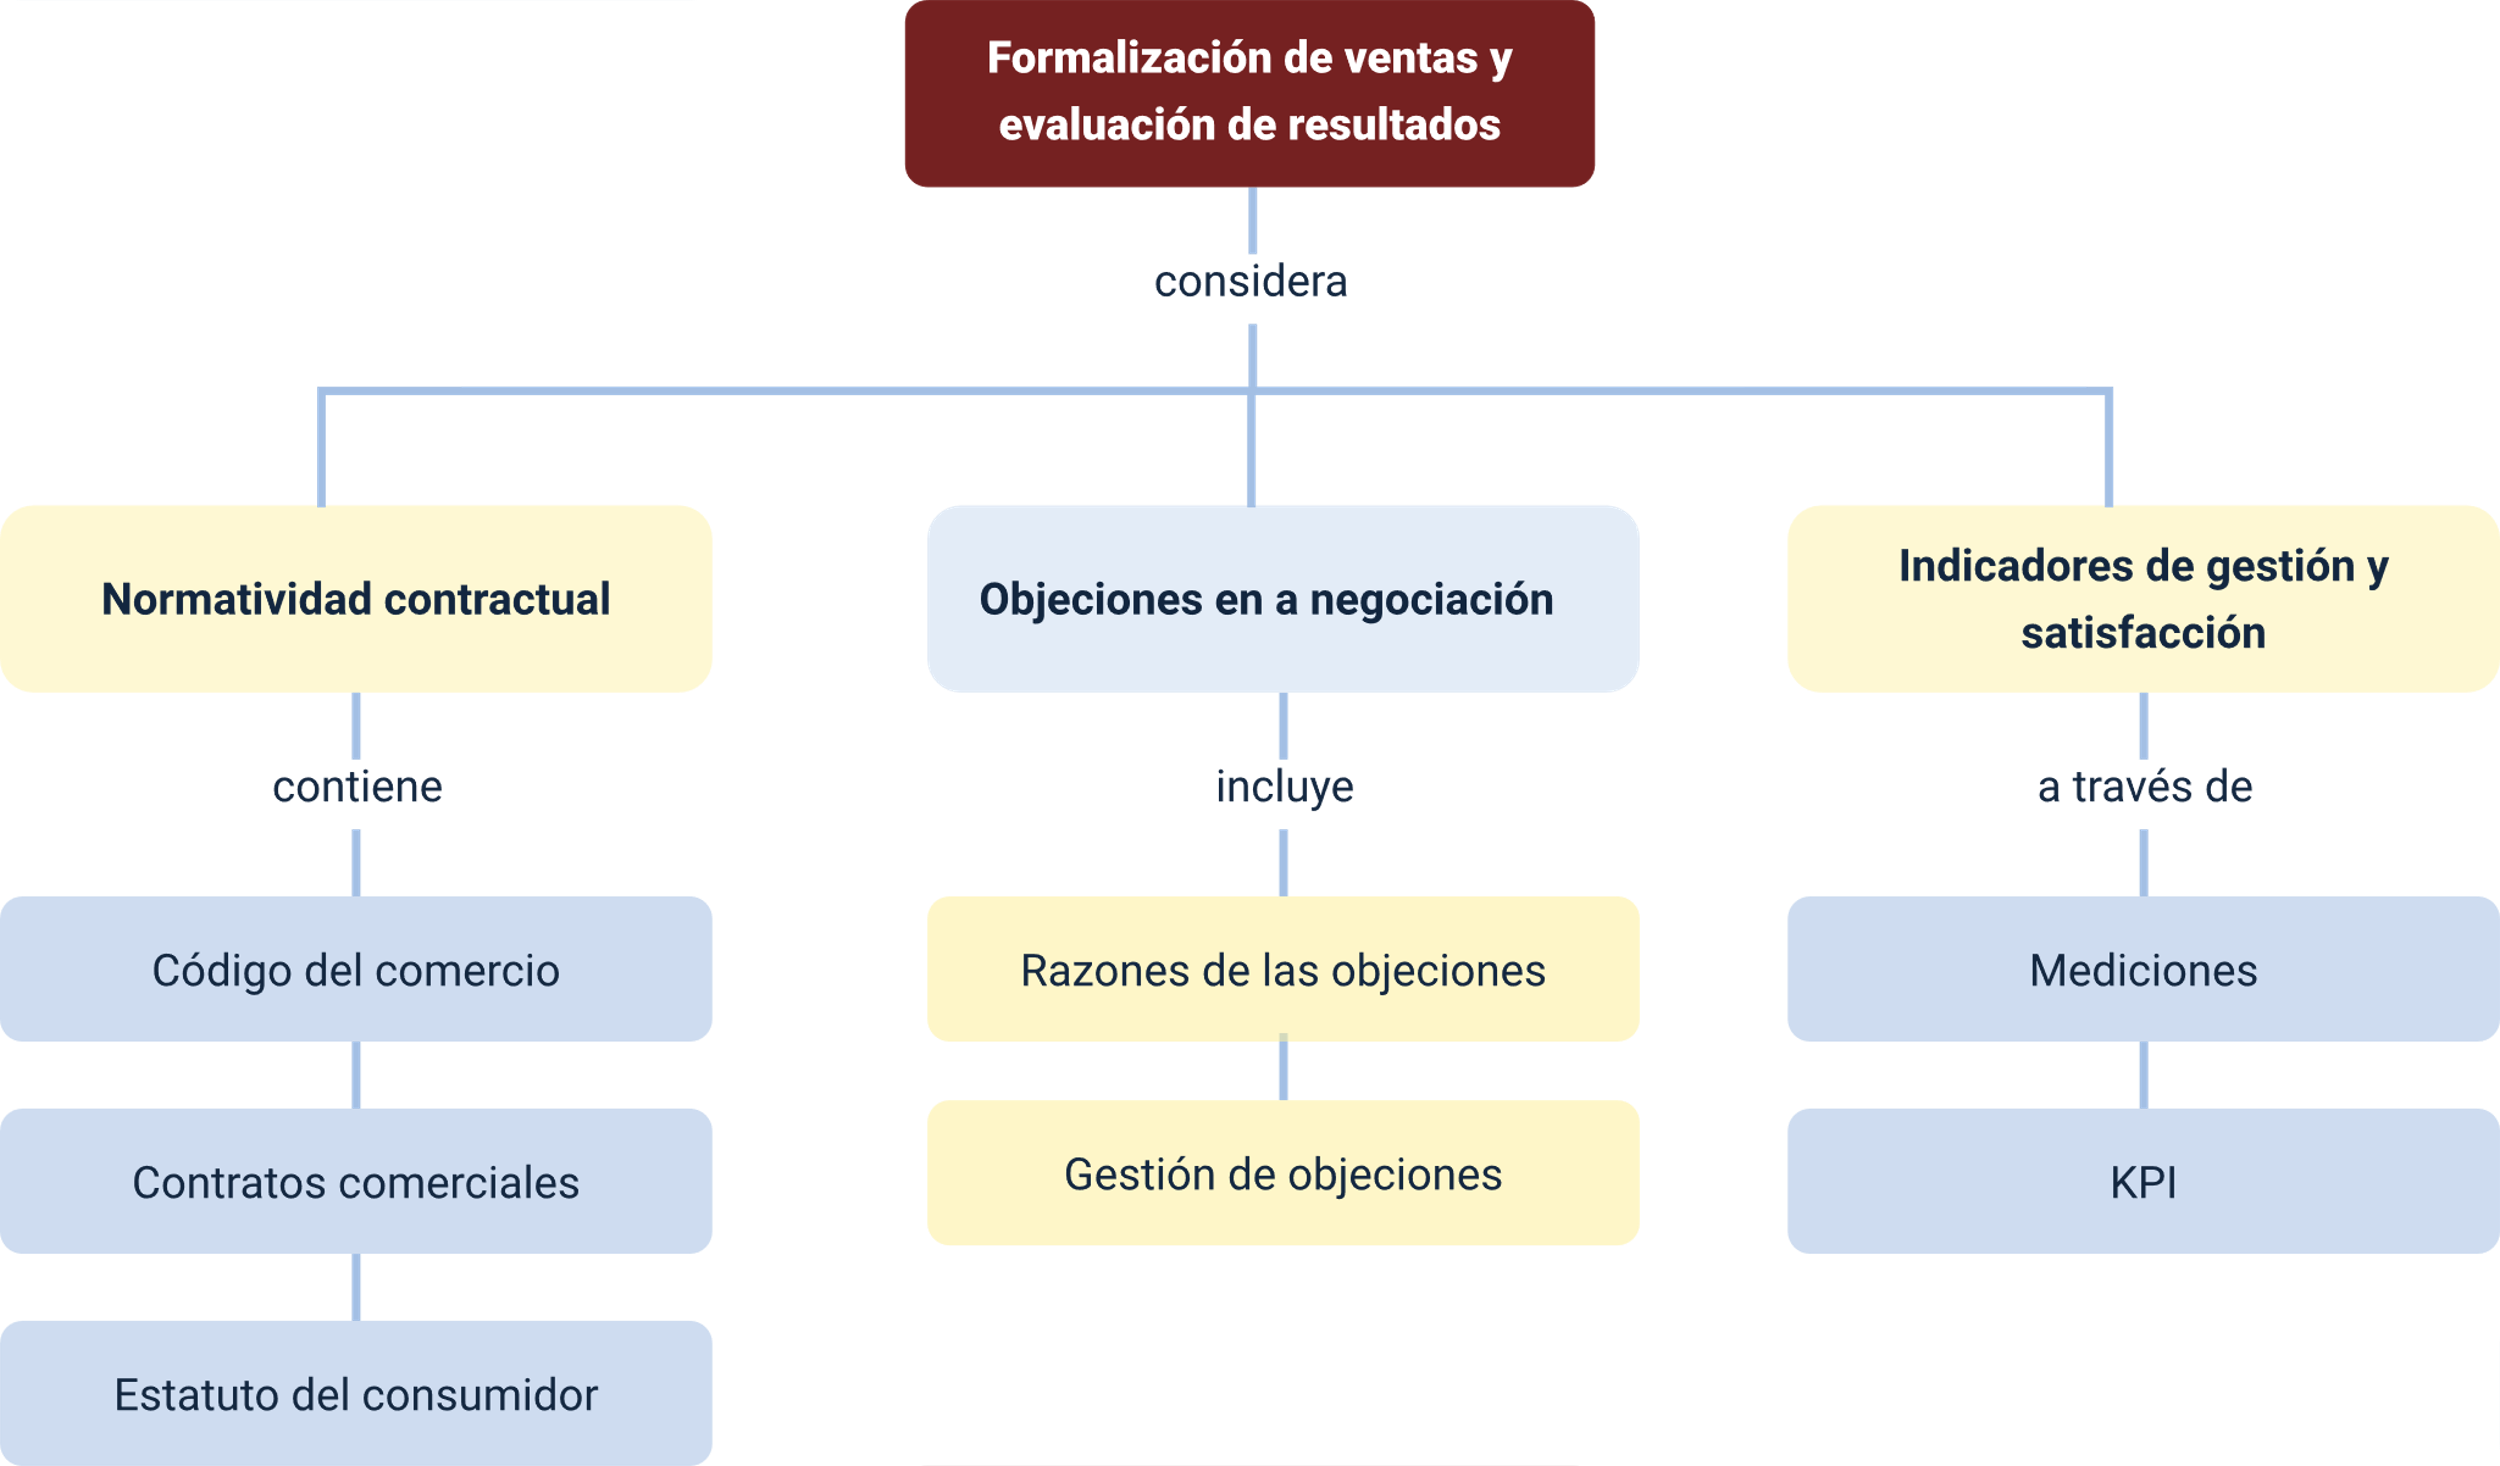 Formalización de ventas y
evaluación de resultados
considera
Normatividad contractual
Objeciones en a negociación
Indicadores de gestión y
satisfacción
contiene
incluye
a través de
Código del comercio
Razones de las objeciones
Mediciones
Contratos comerciales
Gestión de objeciones
KPI
Estatuto del consumidor